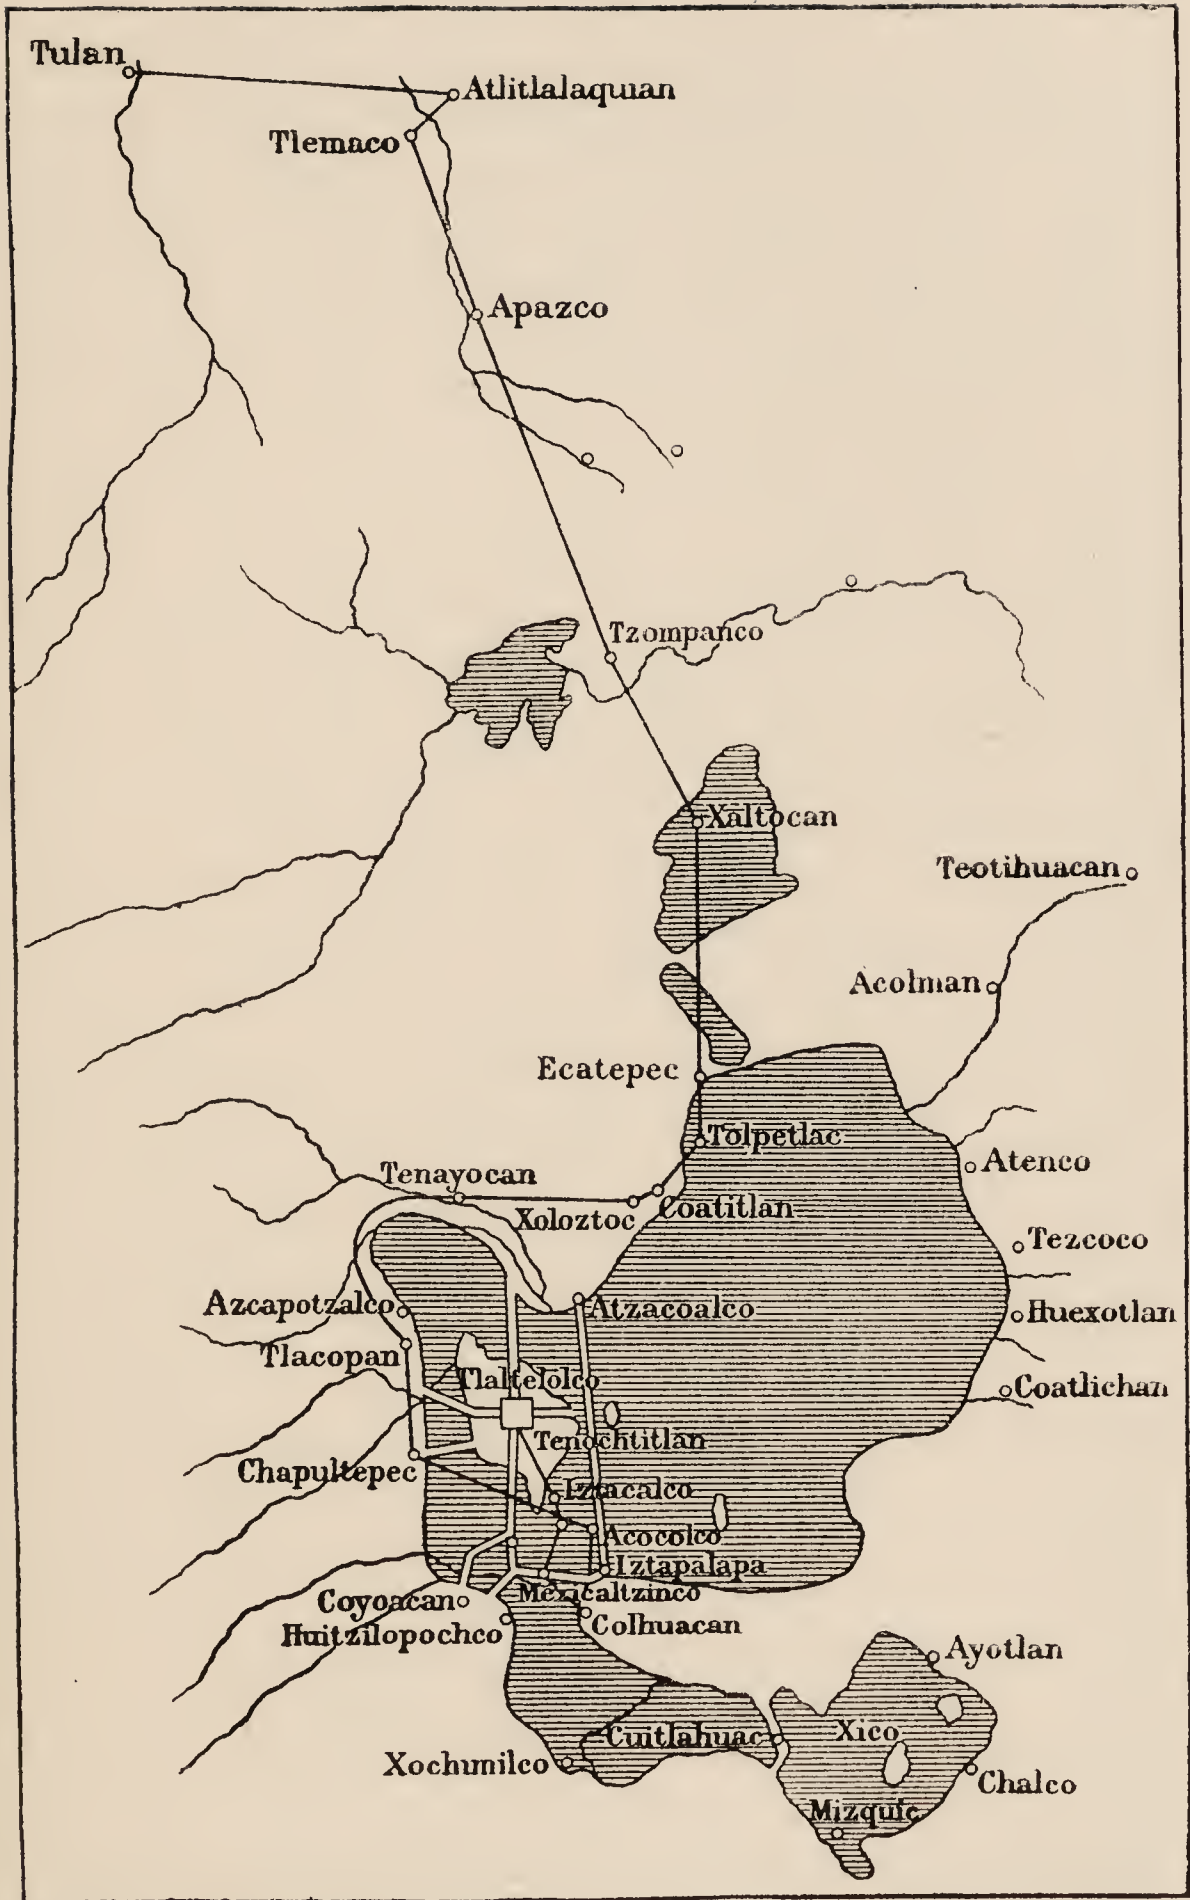 Tulan
Atlitlalaquian
Tlemaco
Apazco
Tzompanco
Xaltocan
Teotihuacan
Acolman
Ecatepec
Tolpetlac
Atenco
Tenayocan
Coatitlan
Xoloztoc
Tezcoco
Azcapotzalco
Atzacoalco
Huexotlan
Tlacopan
Tlaltelolco
Coatlichan
Tenochtitlan
Chapultepec
Iztacalco
Acocolco
Iztapalapa
Mexicaltzinco
Coyoacan
Colhuacan
Huitzilopochco
Ayotlan
Cuitlahuac
Xico
Xochimilco
Chalco
Mizquic